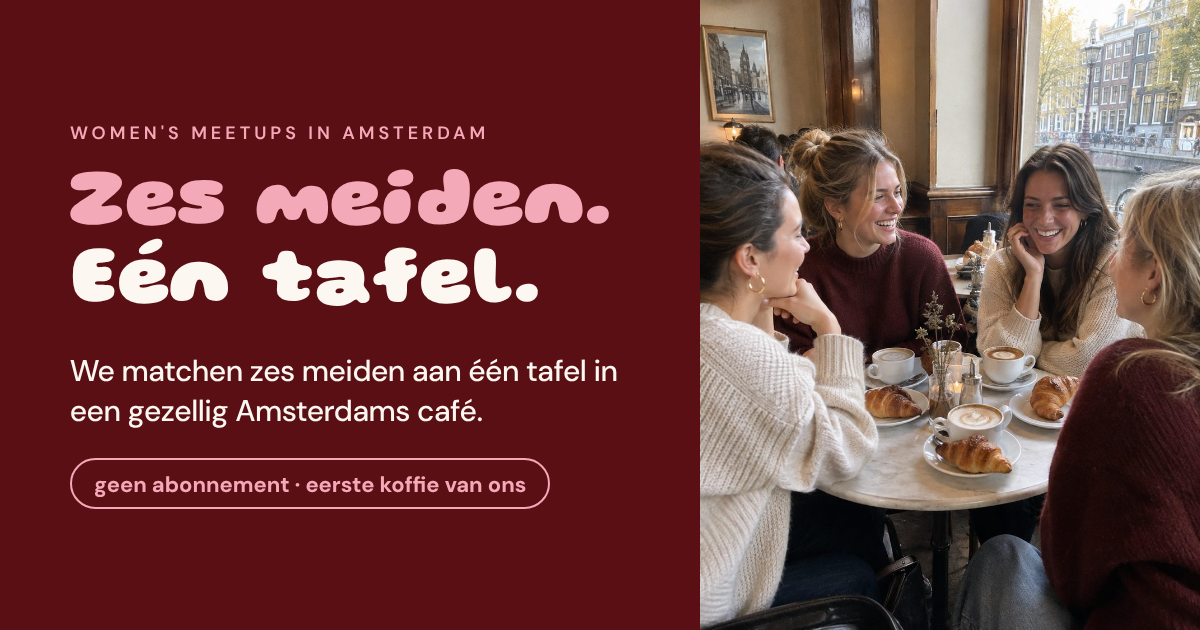 WOMEN'S MEETUPS IN AMSTERDAM
Zes meiden.
Eén tafel.
We matchen zes meiden aan één tafel in
een gezellig Amsterdams café.
geen abonnement · eerste koffie van ons